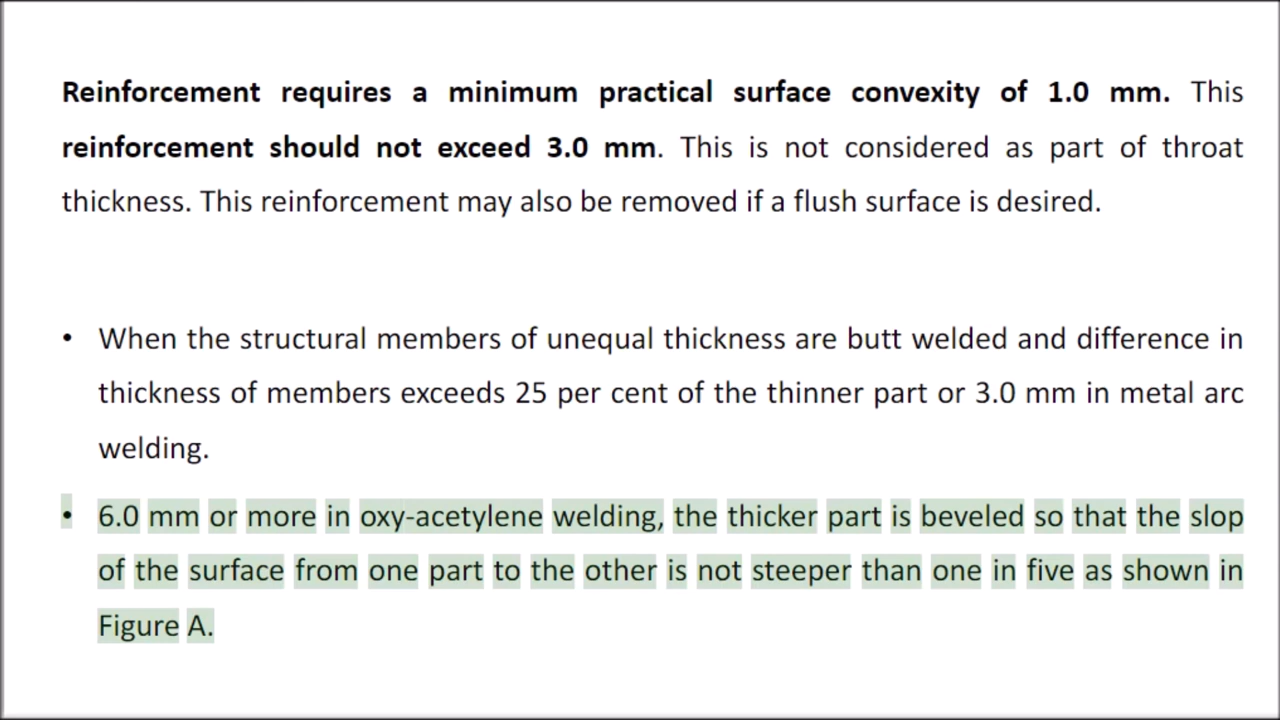 Reinforcement requires a minimum practical surface convexity of 1.0 mm. This
reinforcement should not exceed 3.0 mm. This is not considered as part of throat
thickness. This reinforcement may also be removed if a flush surface is desired.
• When the structural members of unequal thickness are butt welded and difference in
thickness of members exceeds 25 per cent of the thinner part or 3.0 mm in metal arc
welding.
• 6.0 mm or more in oxy-acetylene welding, the thicker part is beveled so that the slop
of the surface from one part to the other is not steeper than one in five as shown in
Figure A.